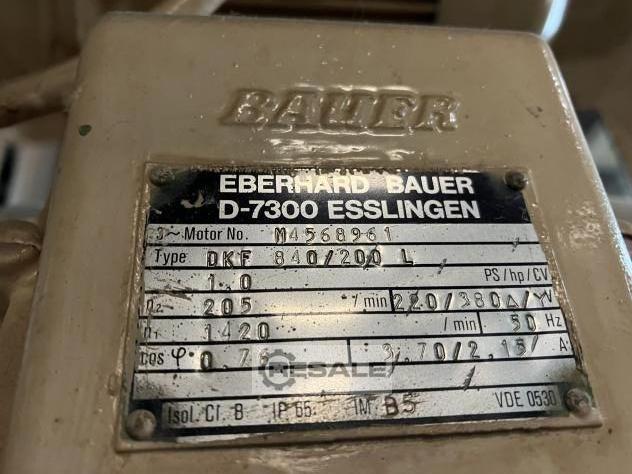 BAUER
EBERHARD BAUER
D-7300 ESSLINGEN
3~ Motor No. M4568961
Type DKF 840/200 L
1.0 PS/hp/CV
n₂ 205 /min 220/380 Δ/Y V
n₁ 1420 /min 50 Hz
cos φ 0.76 3.70/2.15/ A
Isol. Cl. B IP 65 IM B5 VDE 0530